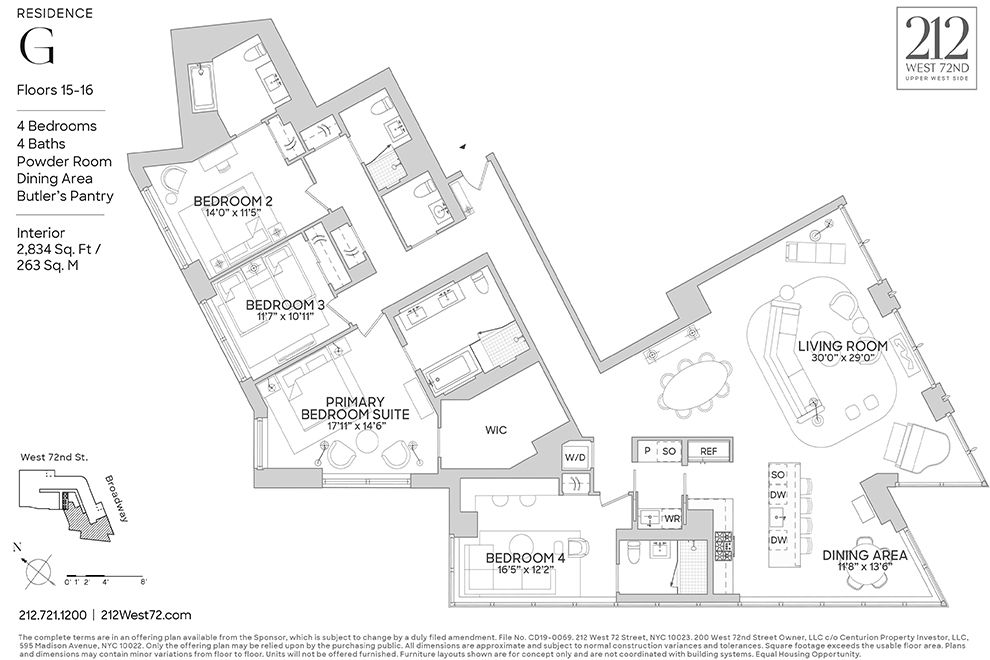 RESIDENCE
G
Floors 15-16
4 Bedrooms
4 Baths
Powder Room
Dining Area
Butler's Pantry
Interior
2,834 Sq. Ft /
263 Sq. M
212
WEST 72ND
UPPER WEST SIDE
BEDROOM 2
14'0" x 11'5"
BEDROOM 3
11'7" x 10'11"
PRIMARY
BEDROOM SUITE
17'11" x 14'6"
WIC
W/D
P
SO
REF
LIVING ROOM
30'0" x 29'0"
SO
DW
DW
WR
BEDROOM 4
16'5" x 12'2"
DINING AREA
11'8" x 13'6"
West 72nd St.
Broadway
N
0' 1' 2' 4' 8'
212.721.1200 | 212West72.com
The complete terms are in an offering plan available from the Sponsor, which is subject to change by a duly filed amendment. File No. CD19-0069. 212 West 72 Street, NYC 10023. 200 West 72nd Street Owner, LLC c/o Centurion Property Investor, LLC,
595 Madison Avenue, NYC 10022. Only the offering plan may be relied upon by the purchasing public. All dimensions are approximate and subject to normal construction variances and tolerances. Square footage exceeds the usable floor area. Plans
and dimensions may contain minor variations from floor to floor. Units will not be offered furnished. Furniture layouts shown are for concept only and are not coordinated with building systems. Equal Housing Opportunity.